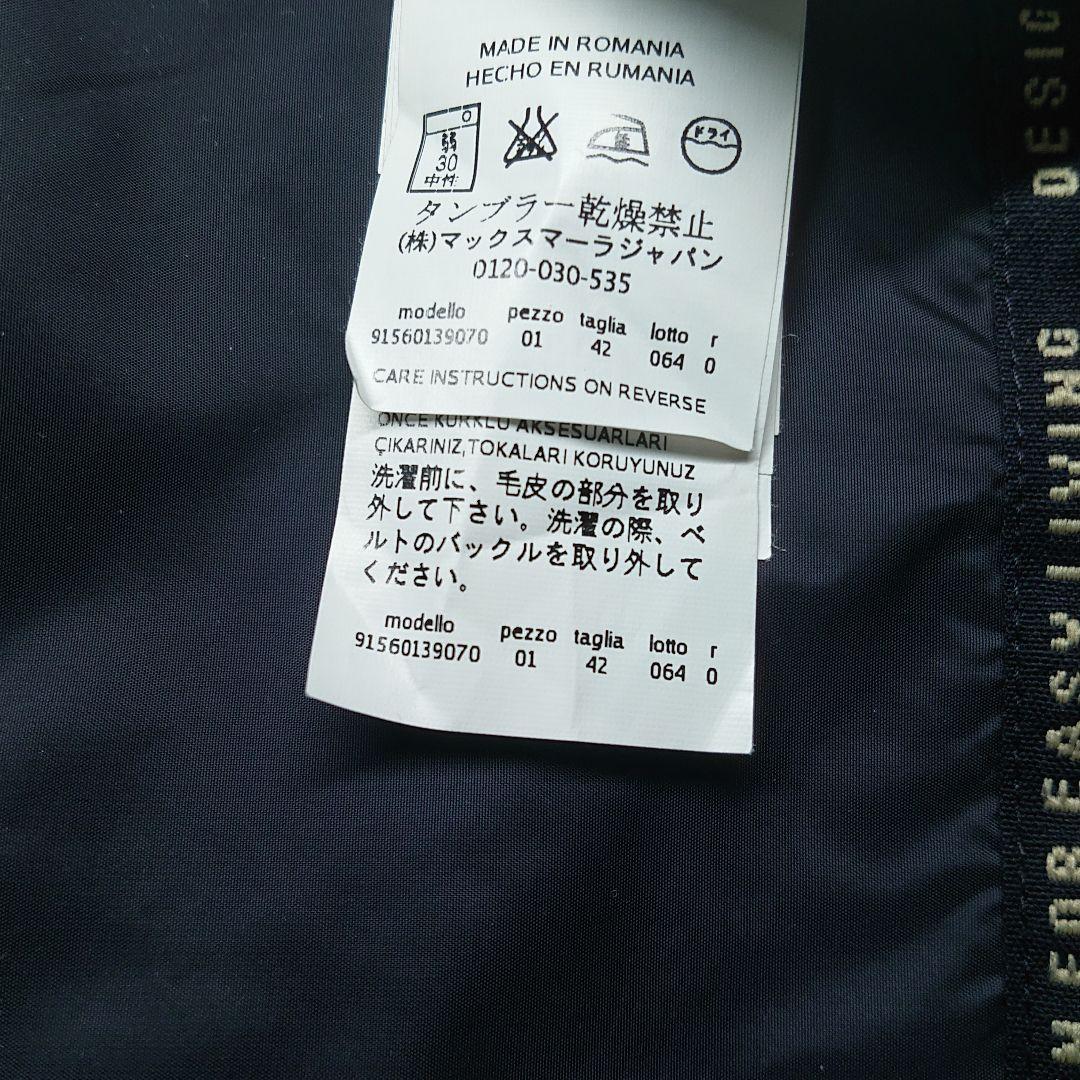 MADE IN ROMANIA
HECHO EN RUMANIA
弱
30
中性
ドライ
タンブラー乾燥禁止
(株)マックスマーラジャパン
0120-030-535
modello pezzo taglia lotto r
91560139070 01 42 064 0
CARE INSTRUCTIONS ON REVERSE
ÖNCE KÜRKLÜ AKSESUARLARI
ÇIKARINIZ,TOKALARI KORUYUNUZ
洗濯前に、毛皮の部分を取り
外して下さい。洗濯の際、ベ
ルトのバックルを取り外して
ください。
modello pezzo taglia lotto r
91560139070 01 42 064 0
EASY LIVING DESIG